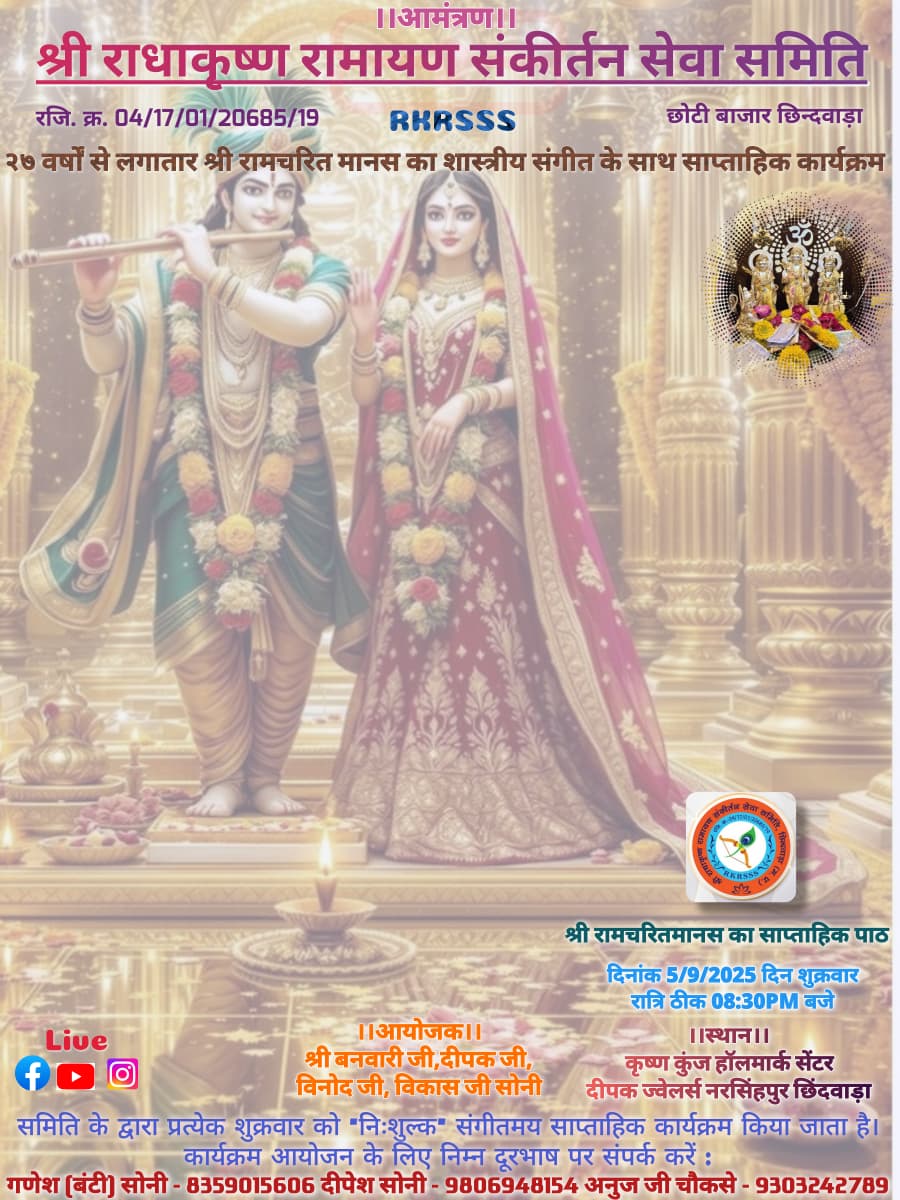 ।।आमंत्रण।।
श्री राधाकृष्ण रामायण संकीर्तन सेवा समिति
रजि. क्र. 04/17/01/20685/19 RKRSSS छोटी बाजार छिन्दवाड़ा
२७ वर्षों से लगातार श्री रामचरित मानस का शास्त्रीय संगीत के साथ साप्ताहिक कार्यक्रम
ॐ
RKRSSS
श्री रामचरितमानस का साप्ताहिक पाठ
दिनांक 5/9/2025 दिन शुक्रवार
रात्रि ठीक 08:30PM बजे
Live
।।आयोजक।।
श्री बनवारी जी,दीपक जी,
विनोद जी, विकास जी सोनी
।।स्थान।।
कृष्ण कुंज हॉलमार्क सेंटर
दीपक ज्वेलर्स नरसिंहपुर छिंदवाड़ा
समिति के द्वारा प्रत्येक शुक्रवार को "निःशुल्क" संगीतमय साप्ताहिक कार्यक्रम किया जाता है।
कार्यक्रम आयोजन के लिए निम्न दूरभाष पर संपर्क करें :
गणेश (बंटी) सोनी - 8359015606 दीपेश सोनी - 9806948154 अनुज जी चौकसे - 9303242789